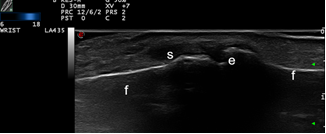 D 30mm XV +7
PRC 12/6/2 PRS 2
PST 0 C 2
6 18
WRIST LA435
s
e
f
f